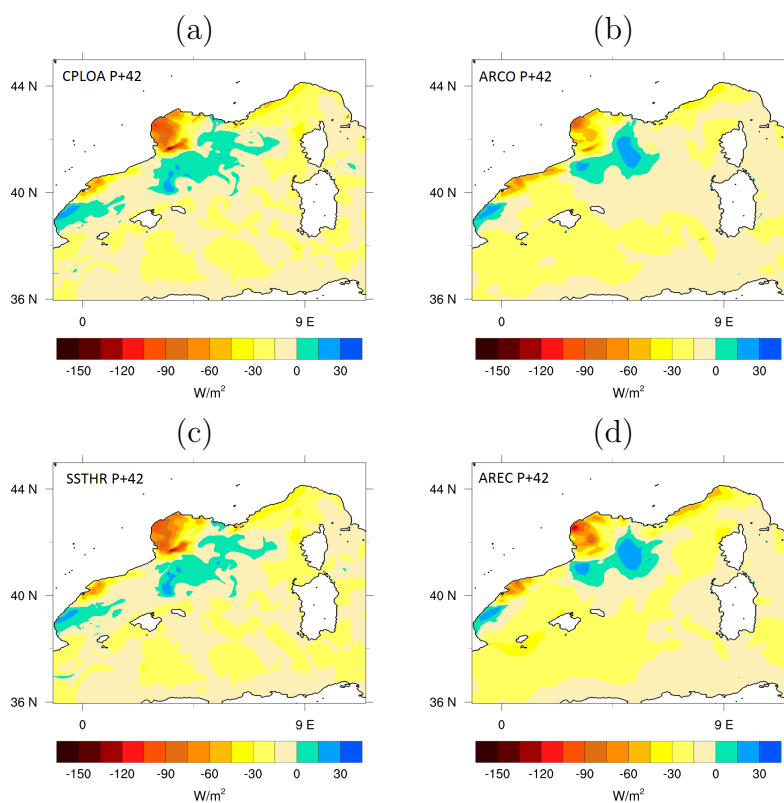 (a)
CPLOA P+42
44 N
40 N
36 N
0
9 E
-150
-120
-90
-60
-30
0
30
W/m²
(b)
ARCO P+42
44 N
40 N
36 N
0
9 E
-150
-120
-90
-60
-30
0
30
W/m²
(c)
SSTHR P+42
44 N
40 N
36 N
0
9 E
-150
-120
-90
-60
-30
0
30
W/m²
(d)
AREC P+42
44 N
40 N
36 N
0
9 E
-150
-120
-90
-60
-30
0
30
W/m²